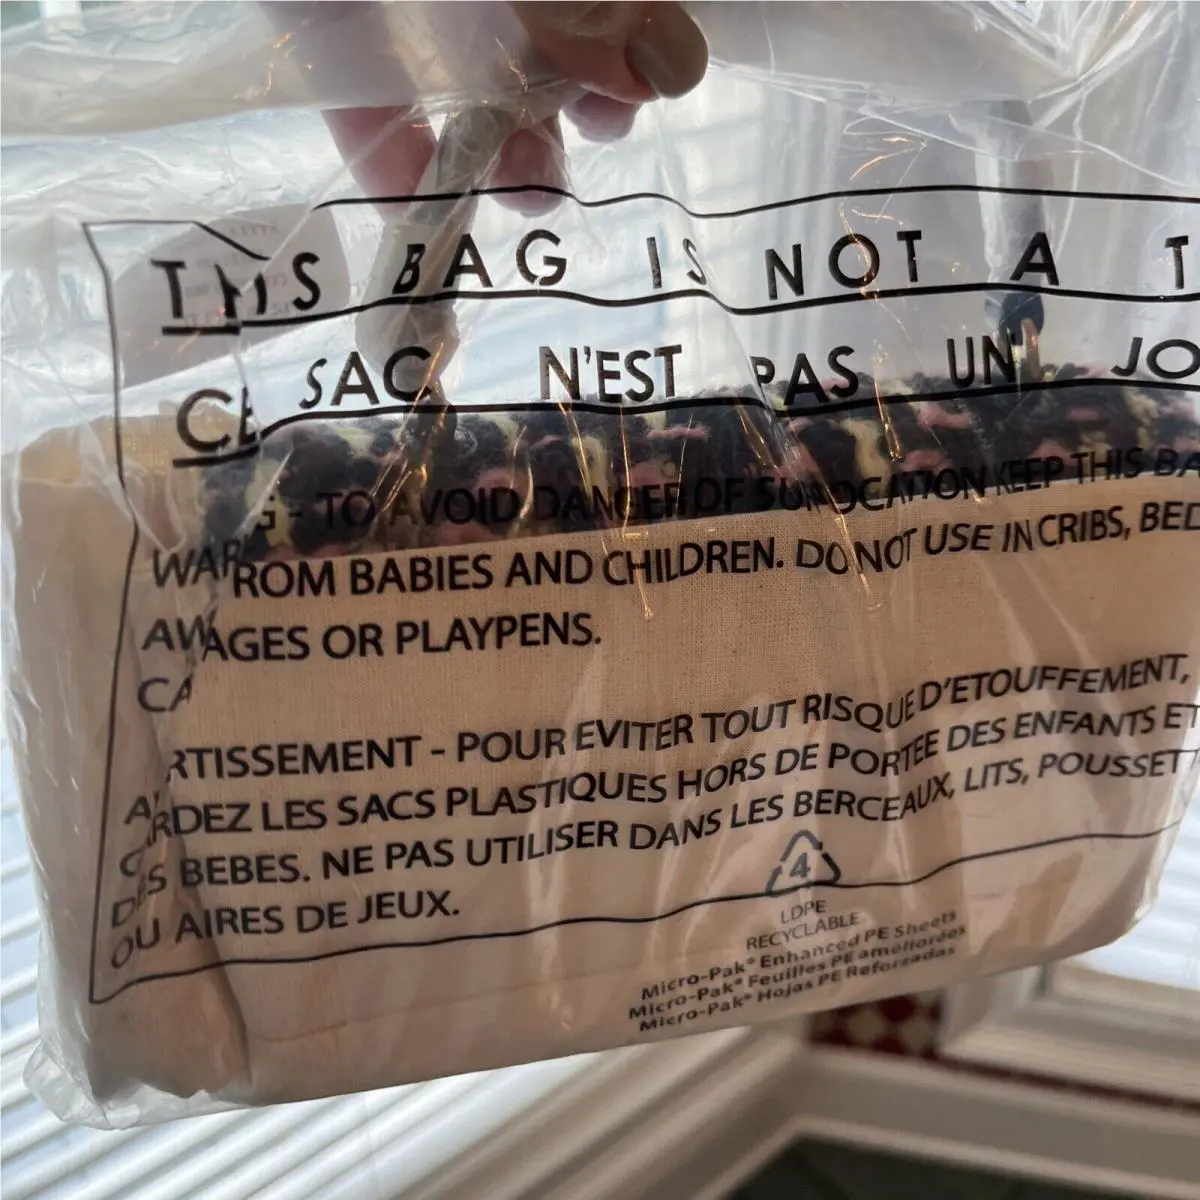 THIS BAG IS NOT A T
CE SAC N'EST PAS UN JO
WAR G - TO AVOID DANGER OF SUFFOCATION KEEP THIS BA
AW ROM BABIES AND CHILDREN. DO NOT USE IN CRIBS, BED
CA AGES OR PLAYPENS.
A RTISSEMENT - POUR EVITER TOUT RISQUE D'ETOUFFEMENT,
G ARDEZ LES SACS PLASTIQUES HORS DE PORTEE DES ENFANTS ET
DES BEBES. NE PAS UTILISER DANS LES BERCEAUX, LITS, POUSSET
OU AIRES DE JEUX.
4
LDPE
RECYCLABLE
Micro-Pak® Enhanced PE Sheets
Micro-Pak® Feuilles PE améliorées
Micro-Pak® Hojas PE Reforzadas